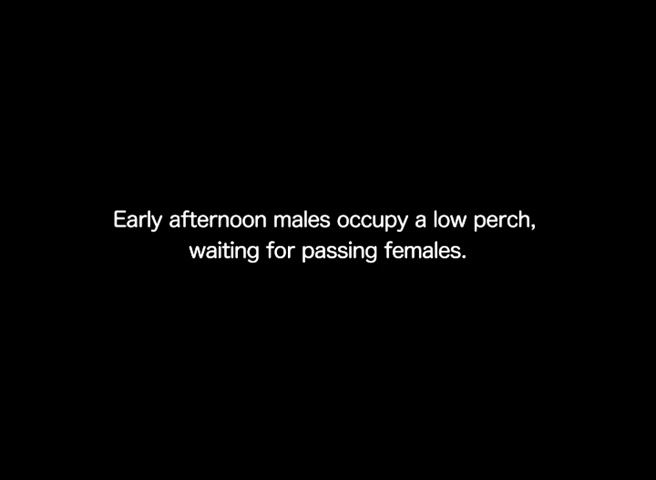 Early afternoon males occupy a low perch,
waiting for passing females.